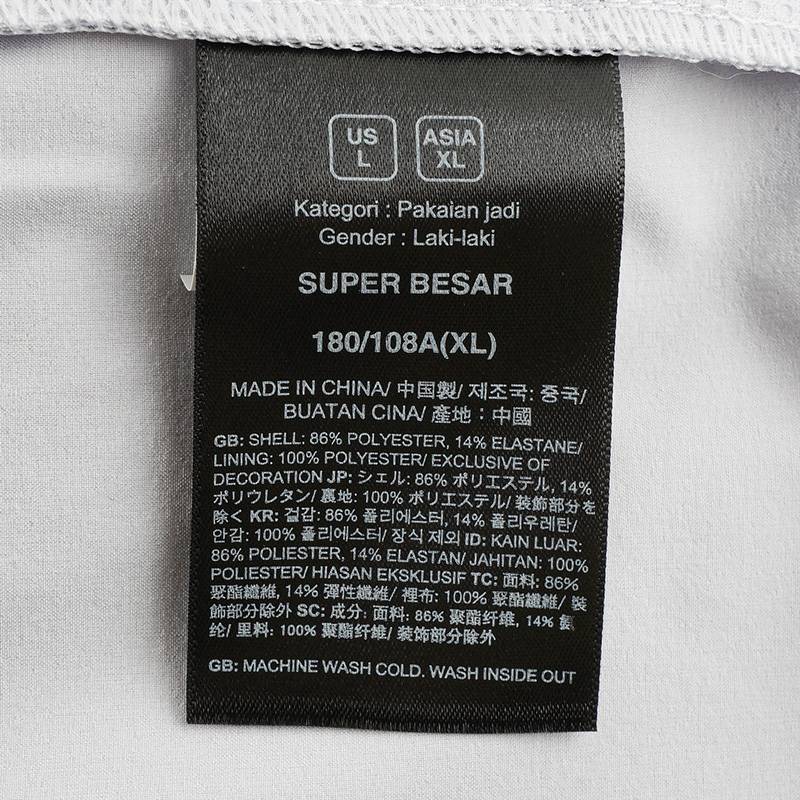 US
L
ASIA
XL
Kategori : Pakaian jadi
Gender : Laki-laki
SUPER BESAR
180/108A(XL)
MADE IN CHINA/ 中国製/ 제조국: 중국/
BUATAN CINA/ 產地：中國
GB: SHELL: 86% POLYESTER, 14% ELASTANE/
LINING: 100% POLYESTER/ EXCLUSIVE OF
DECORATION JP: シェル: 86% ポリエステル, 14%
ポリウレタン/ 裏地: 100% ポリエステル/ 装飾部分を
除く KR: 겉감: 86% 폴리에스터, 14% 폴리우레탄/
안감: 100% 폴리에스터/ 장식 제외 ID: KAIN LUAR:
86% POLIESTER, 14% ELASTAN/ JAHITAN: 100%
POLIESTER/ HIASAN EKSKLUSIF TC: 面料: 86%
聚酯纖維, 14% 彈性纖維/ 裡布: 100% 聚酯纖維/ 裝
飾部分除外 SC: 成分: 面料: 86% 聚酯纤维, 14% 氨
纶/ 里料: 100% 聚酯纤维/ 装饰部分除外
GB: MACHINE WASH COLD. WASH INSIDE OUT